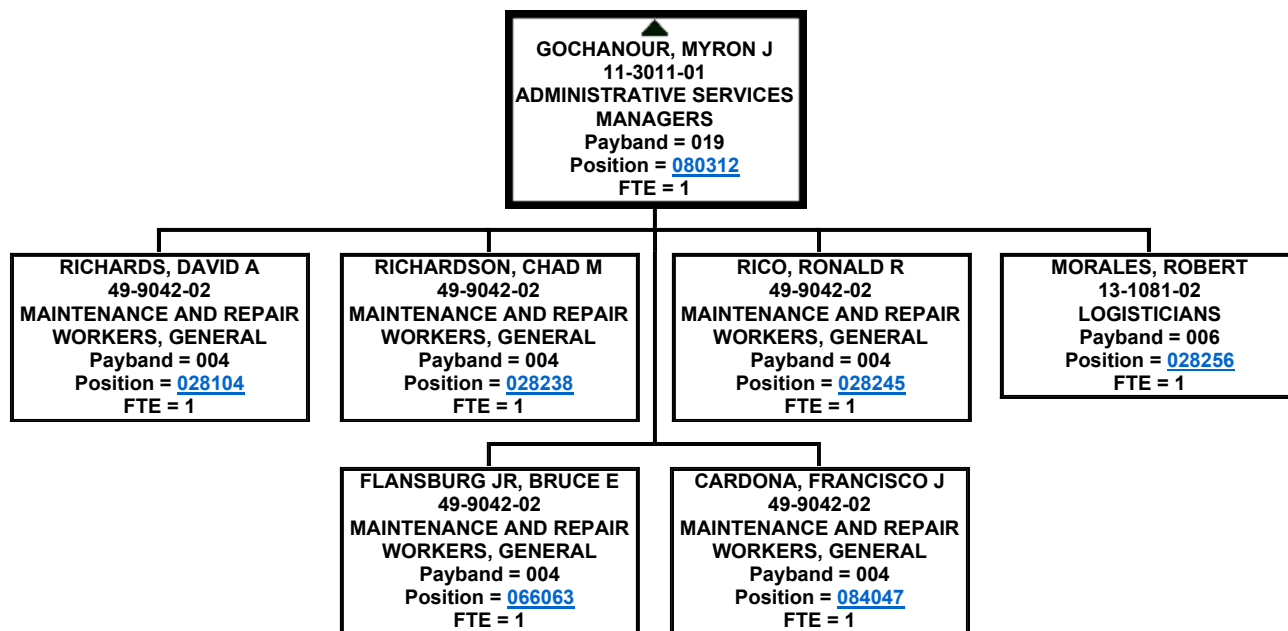 GOCHANOUR, MYRON J
11-3011-01
ADMINISTRATIVE SERVICES
MANAGERS
Payband = 019
Position = 080312
FTE = 1
RICHARDS, DAVID A
49-9042-02
MAINTENANCE AND REPAIR
WORKERS, GENERAL
Payband = 004
Position = 028104
FTE = 1
RICHARDSON, CHAD M
49-9042-02
MAINTENANCE AND REPAIR
WORKERS, GENERAL
Payband = 004
Position = 028238
FTE = 1
RICO, RONALD R
49-9042-02
MAINTENANCE AND REPAIR
WORKERS, GENERAL
Payband = 004
Position = 028245
FTE = 1
MORALES, ROBERT
13-1081-02
LOGISTICIANS
Payband = 006
Position = 028256
FTE = 1
FLANSBURG JR, BRUCE E
49-9042-02
MAINTENANCE AND REPAIR
WORKERS, GENERAL
Payband = 004
Position = 066063
FTE = 1
CARDONA, FRANCISCO J
49-9042-02
MAINTENANCE AND REPAIR
WORKERS, GENERAL
Payband = 004
Position = 084047
FTE = 1